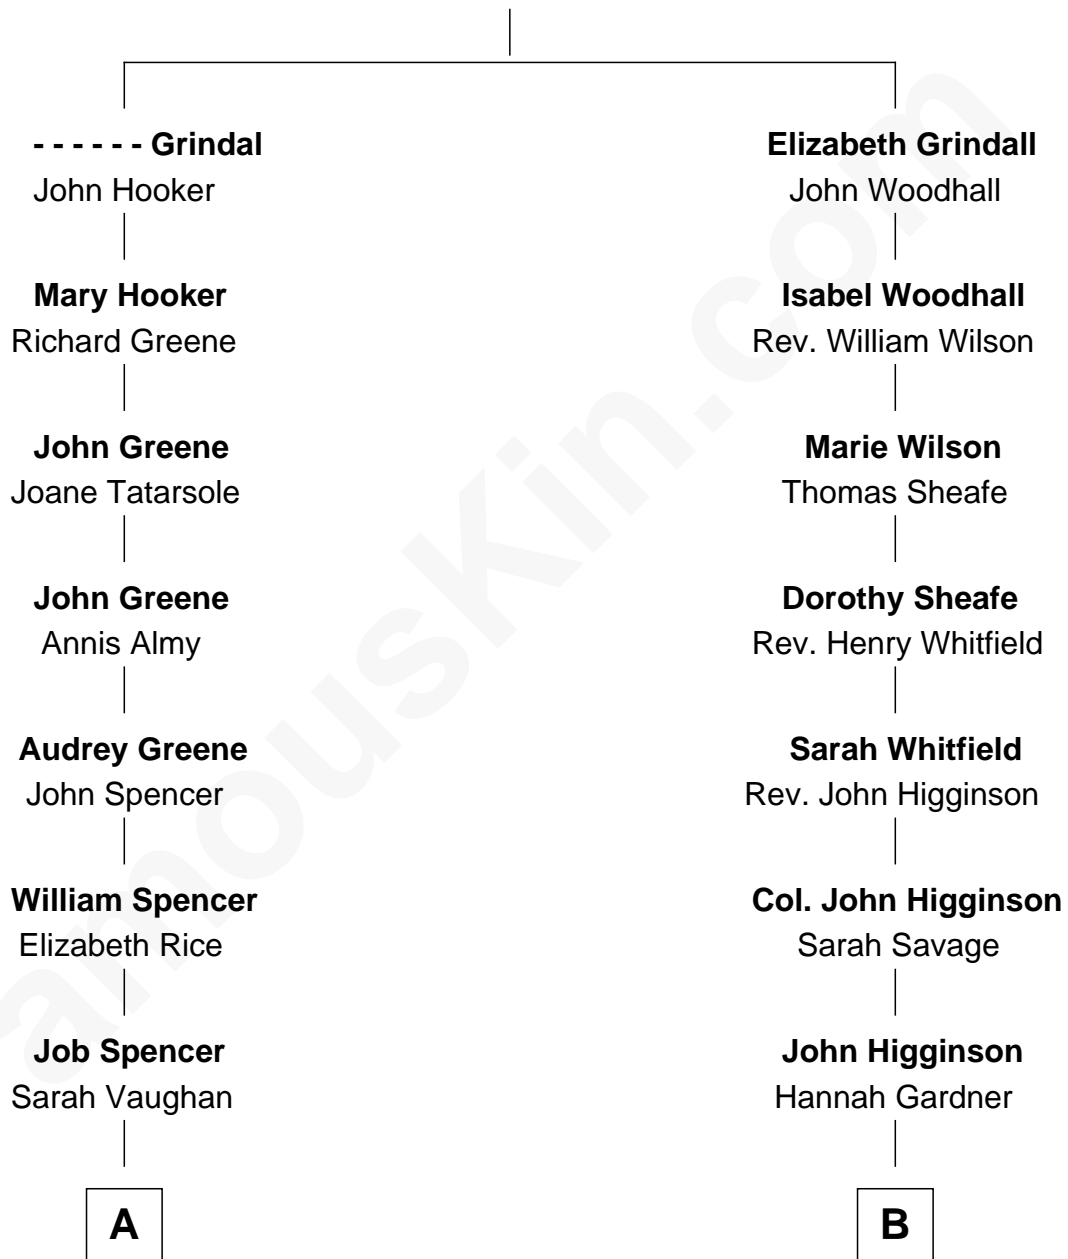 - - - - - - Grindal
John Hooker
Mary Hooker
Richard Greene
John Greene
Joane Tatarsole
John Greene
Annis Almy
Audrey Greene
John Spencer
William Spencer
Elizabeth Rice
Job Spencer
Sarah Vaughan
A
Elizabeth Grindall
John Woodhall
Isabel Woodhall
Rev. William Wilson
Marie Wilson
Thomas Sheafe
Dorothy Sheafe
Rev. Henry Whitfield
Sarah Whitfield
Rev. John Higginson
Col. John Higginson
Sarah Savage
John Higginson
Hannah Gardner
B
amouskin.com